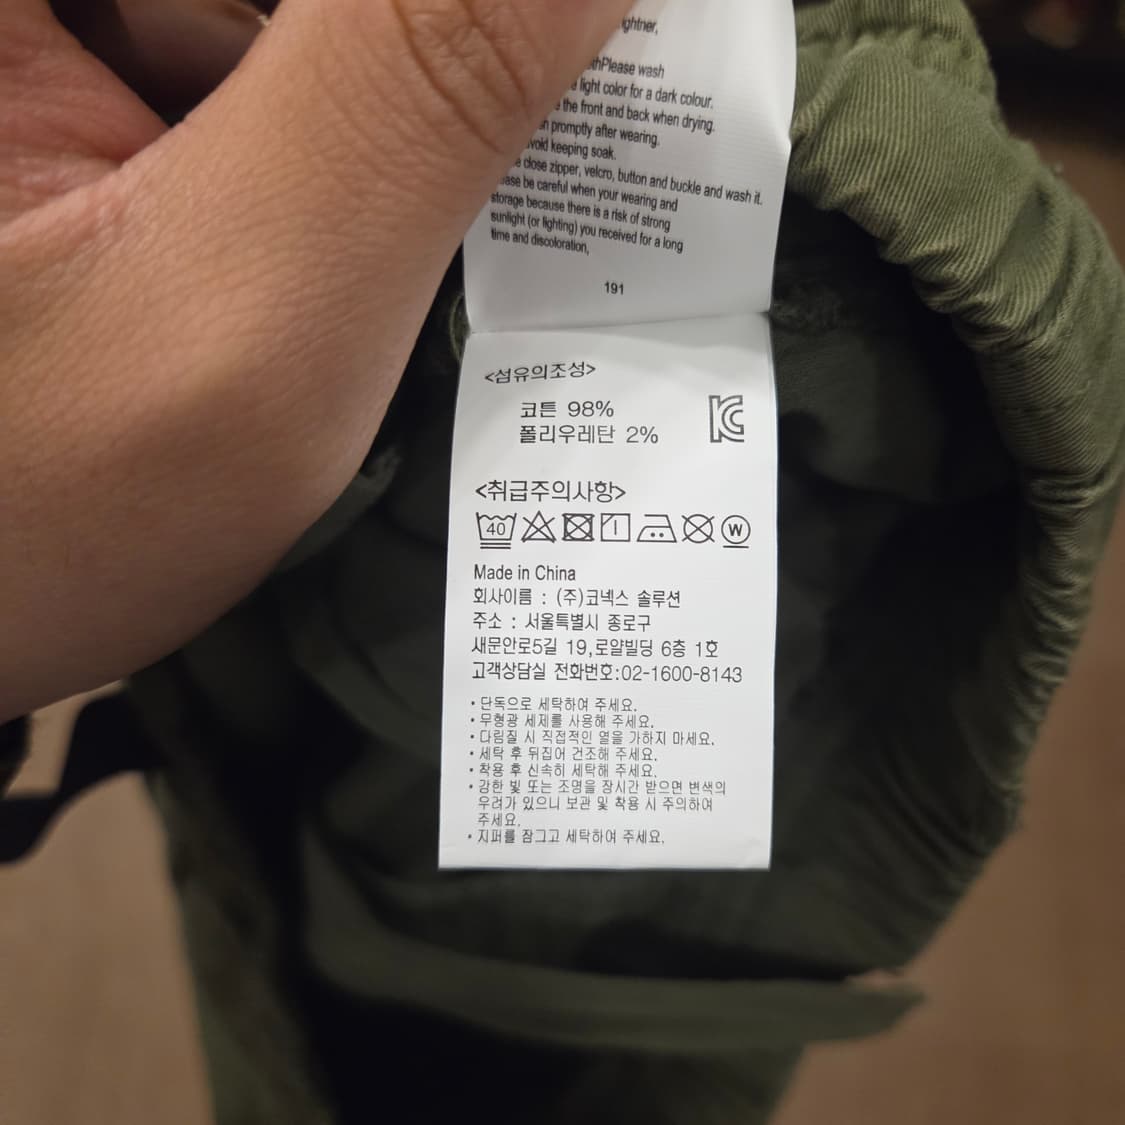 Please wash
light color for a dark colour.
the front and back when drying.
promptly after wearing.
keeping soak.
close zipper, velcro, button and buckle and wash it.
be careful when your wearing and
storage because there is a risk of strong
sunlight (or lighting) you received for a long
time and discoloration,
191
<섬유의조성>
코튼 98%
폴리우레탄 2%
KC
<취급주의사항>
40 W
Made in China
회사이름 : (주)코넥스 솔루션
주소 : 서울특별시 종로구
새문안로5길 19,로얄빌딩 6층 1호
고객상담실 전화번호:02-1600-8143
• 단독으로 세탁하여 주세요.
• 무형광 세제를 사용해 주세요.
• 다림질 시 직접적인 열을 가하지 마세요.
• 세탁 후 뒤집어 건조해 주세요.
• 착용 후 신속히 세탁해 주세요.
• 강한 빛 또는 조명을 장시간 받으면 변색의
우려가 있으니 보관 및 착용 시 주의하여
주세요.
• 지퍼를 잠그고 세탁하여 주세요.